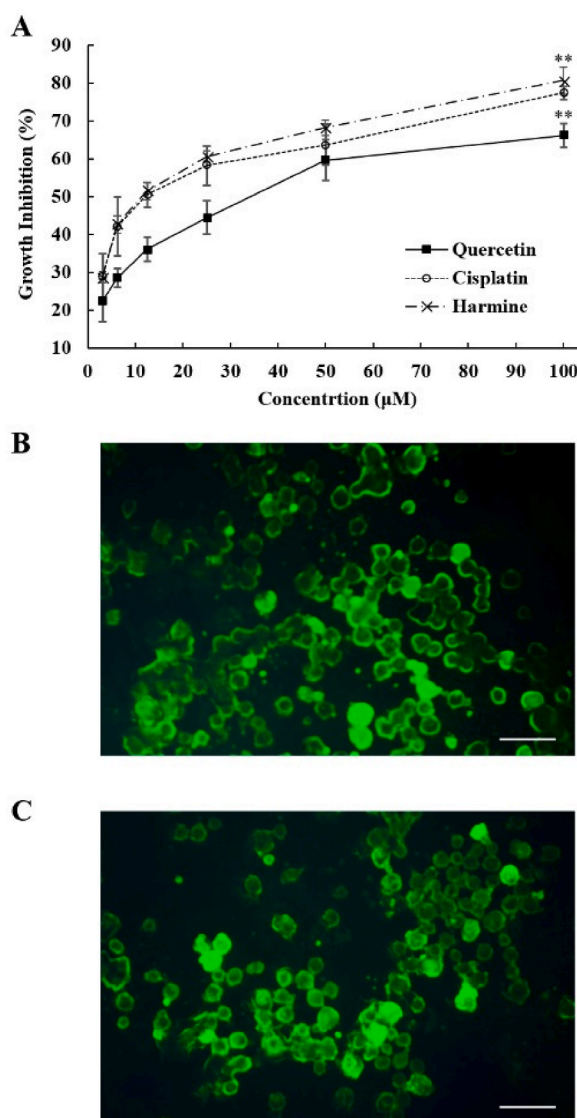 A
**
**
90
80
70
60
50
40
30
20
10
Growth Inhibition (%)
Quercetin
Cisplatin
Harmine
0 10 20 30 40 50 60 70 80 90 100
Concentrtion (μM)
B
C